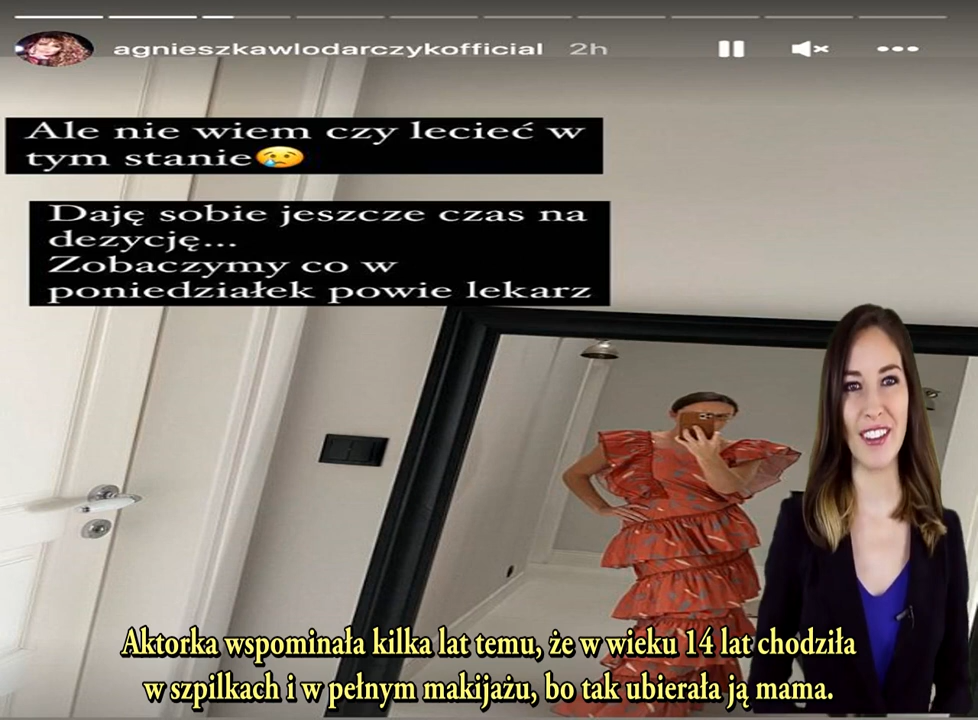 agnieszkawlodarczykofficial 2h
Ale nie wiem czy lecieć w
tym stanie😢
Daję sobie jeszcze czas na
dezycję...
Zobaczymy co w
poniedziałek powie lekarz
Aktorka wspominała kilka lat temu, że w wieku 14 lat chodziła
w szpilkach i w pełnym makijażu, bo tak ubierała ją mama.